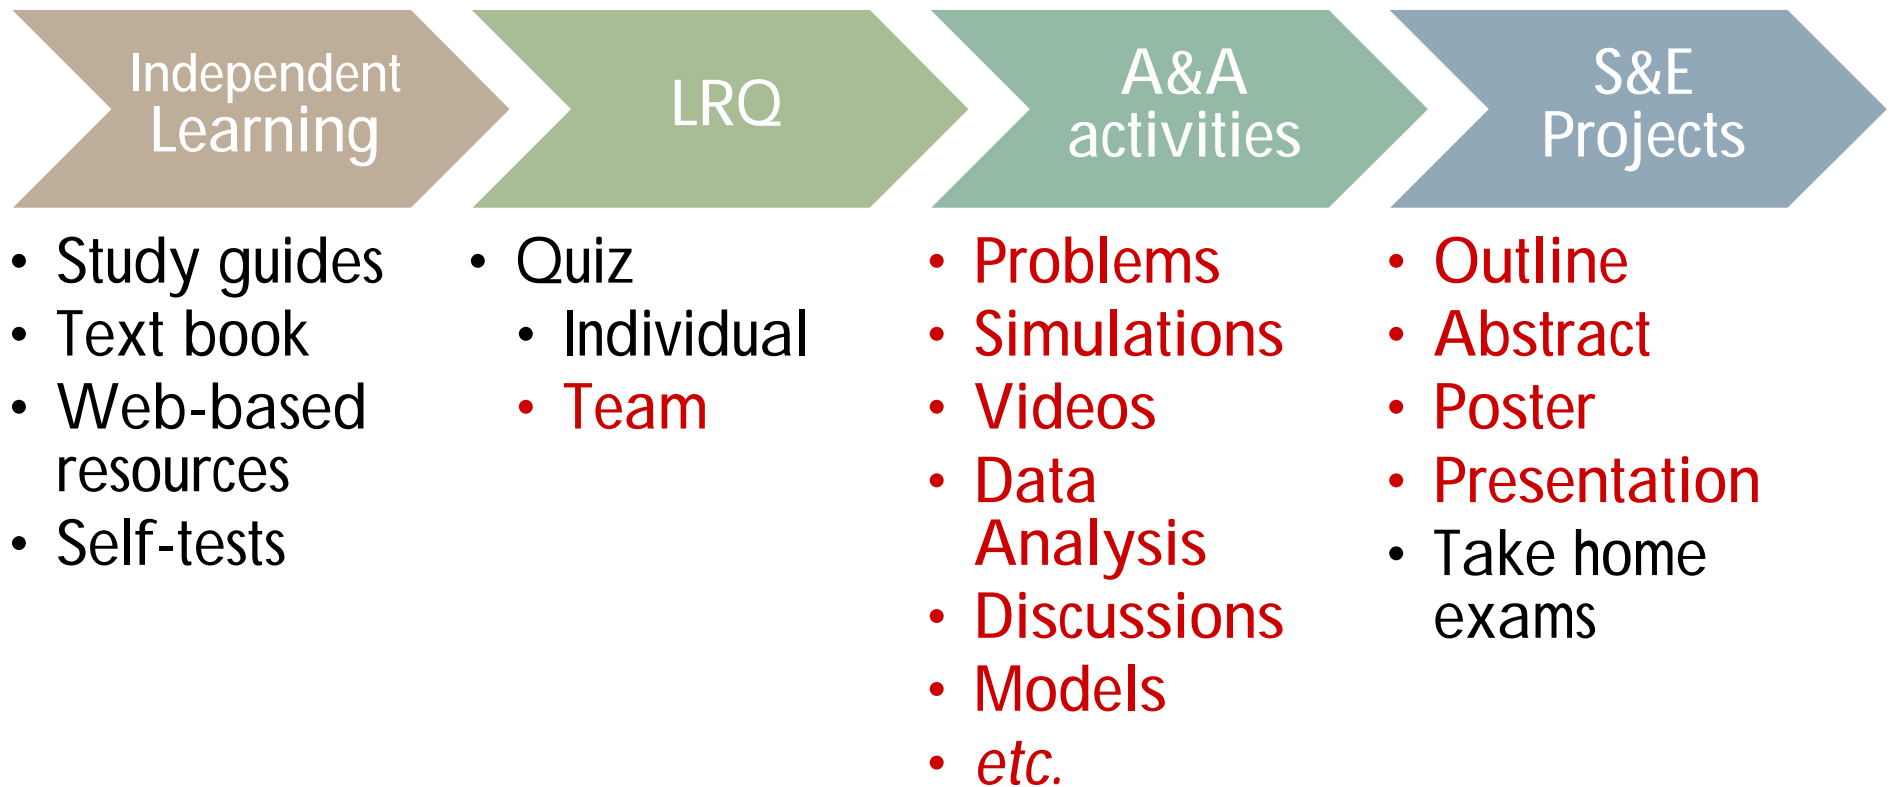 Independent
Learning
LRQ
A&A
activities
S&E
Projects
• Study guides
• Text book
• Web-based
resources
• Self-tests
• Quiz
• Individual
• Team
• Problems
• Simulations
• Videos
• Data
Analysis
• Discussions
• Models
• etc.
• Outline
• Abstract
• Poster
• Presentation
• Take home
exams